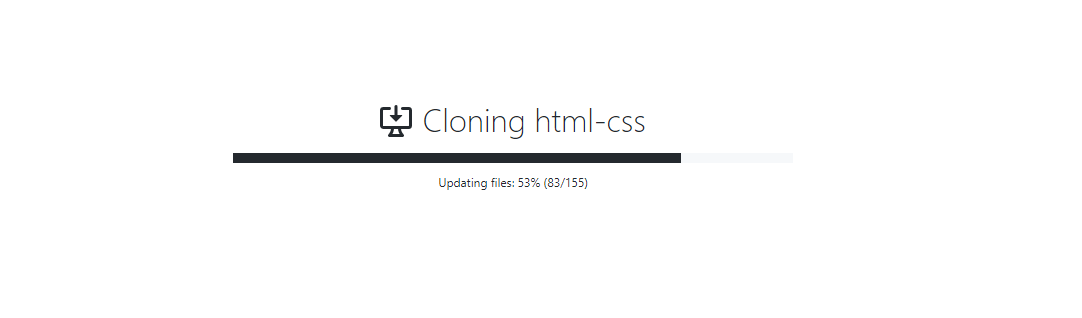 Cloning html-css
Updating files: 53% (83/155)